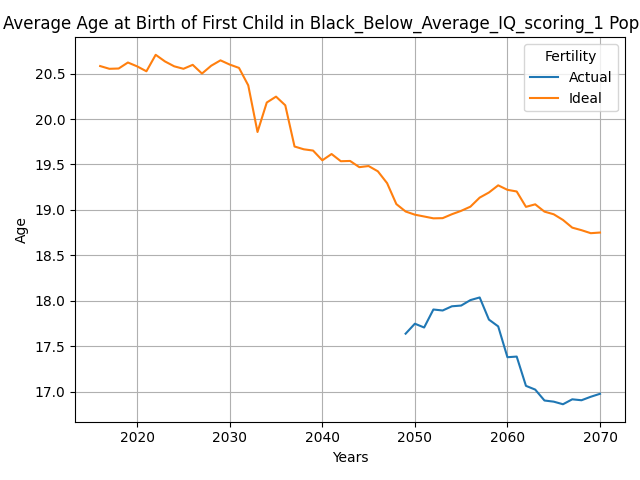 Average Age at Birth of First Child in Black_Below_Average_IQ_scoring_1 Pop
Fertility
Actual
Ideal
20.5
20.0
19.5
19.0
18.5
18.0
17.5
17.0
Age
2020 2030 2040 2050 2060 2070
Years